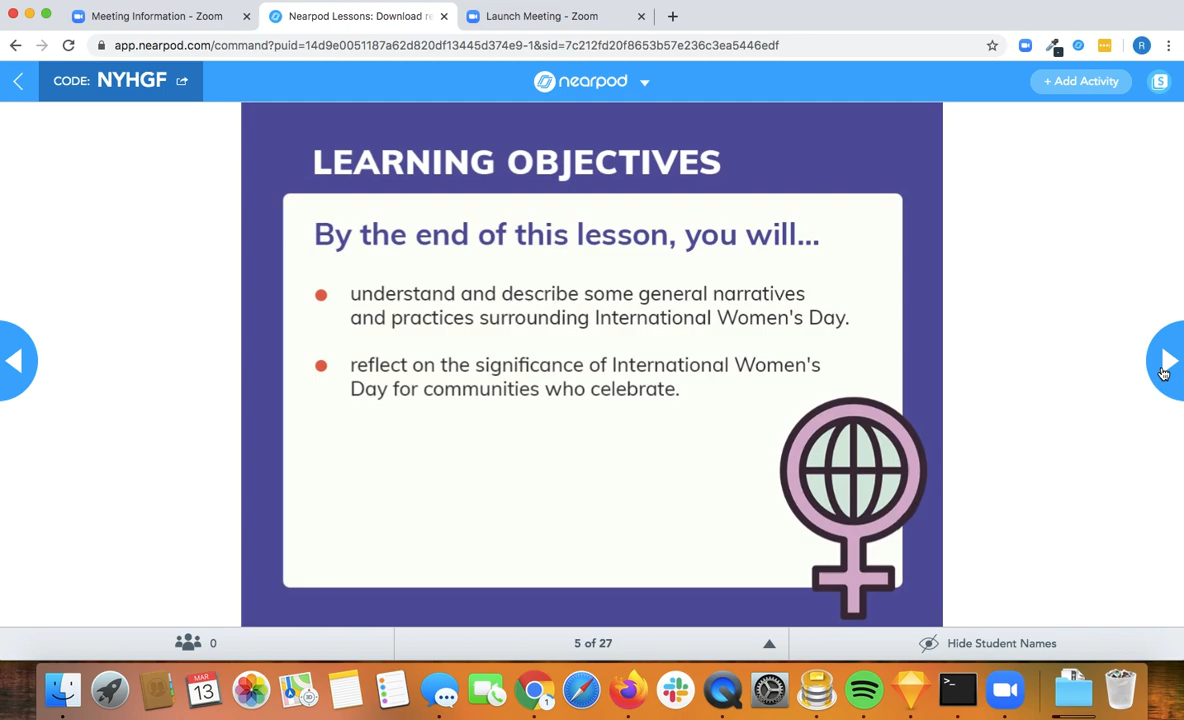 Meeting Information - Zoom
Nearpod Lessons: Download re
Launch Meeting - Zoom
app.nearpod.com/command?puid=14d9e0051187a62d820df13445d374e9-1&sid=7c212fd20f8653b57e236c3ea5446edf
R
CODE: NYHGF
nearpod
+ Add Activity
S
LEARNING OBJECTIVES
By the end of this lesson, you will...
understand and describe some general narratives
and practices surrounding International Women's Day.
reflect on the significance of International Women's
Day for communities who celebrate.
0
5 of 27
Hide Student Names
MAR
13
1